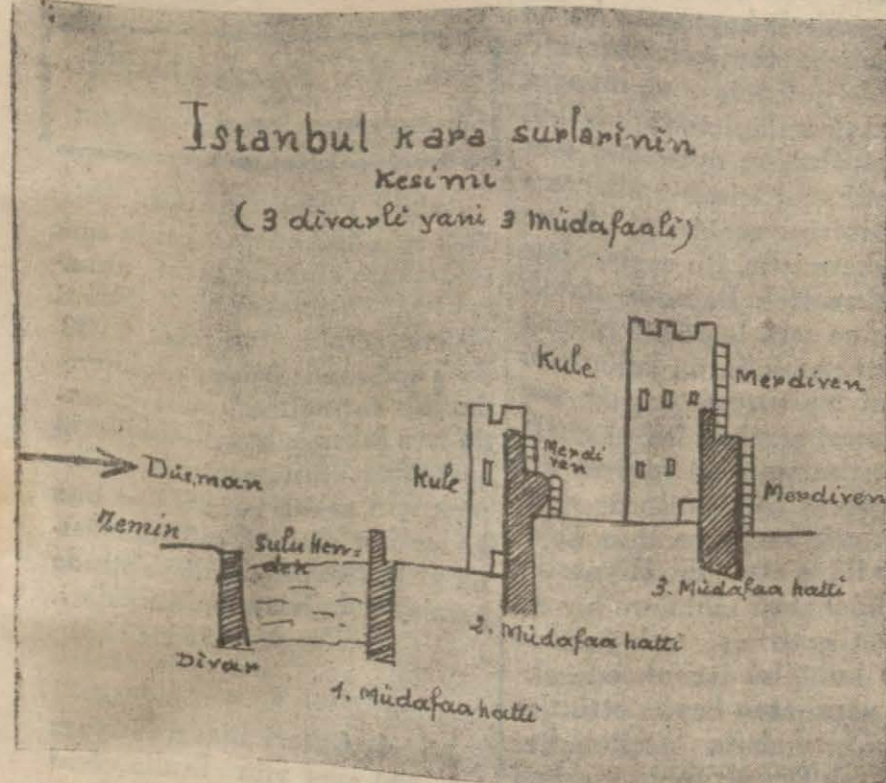 Istanbul kara surlarinin
kesimi
(3 divarli yani 3 müdafaali)
Kule
Merdiven
Merdi
ven
Düşman
Kule
Merdiven
Zemin
Sulu Hen-
dek
3. Müdafaa hatti
2. Müdafaa hatti
Divar
1. Müdafaa hatti